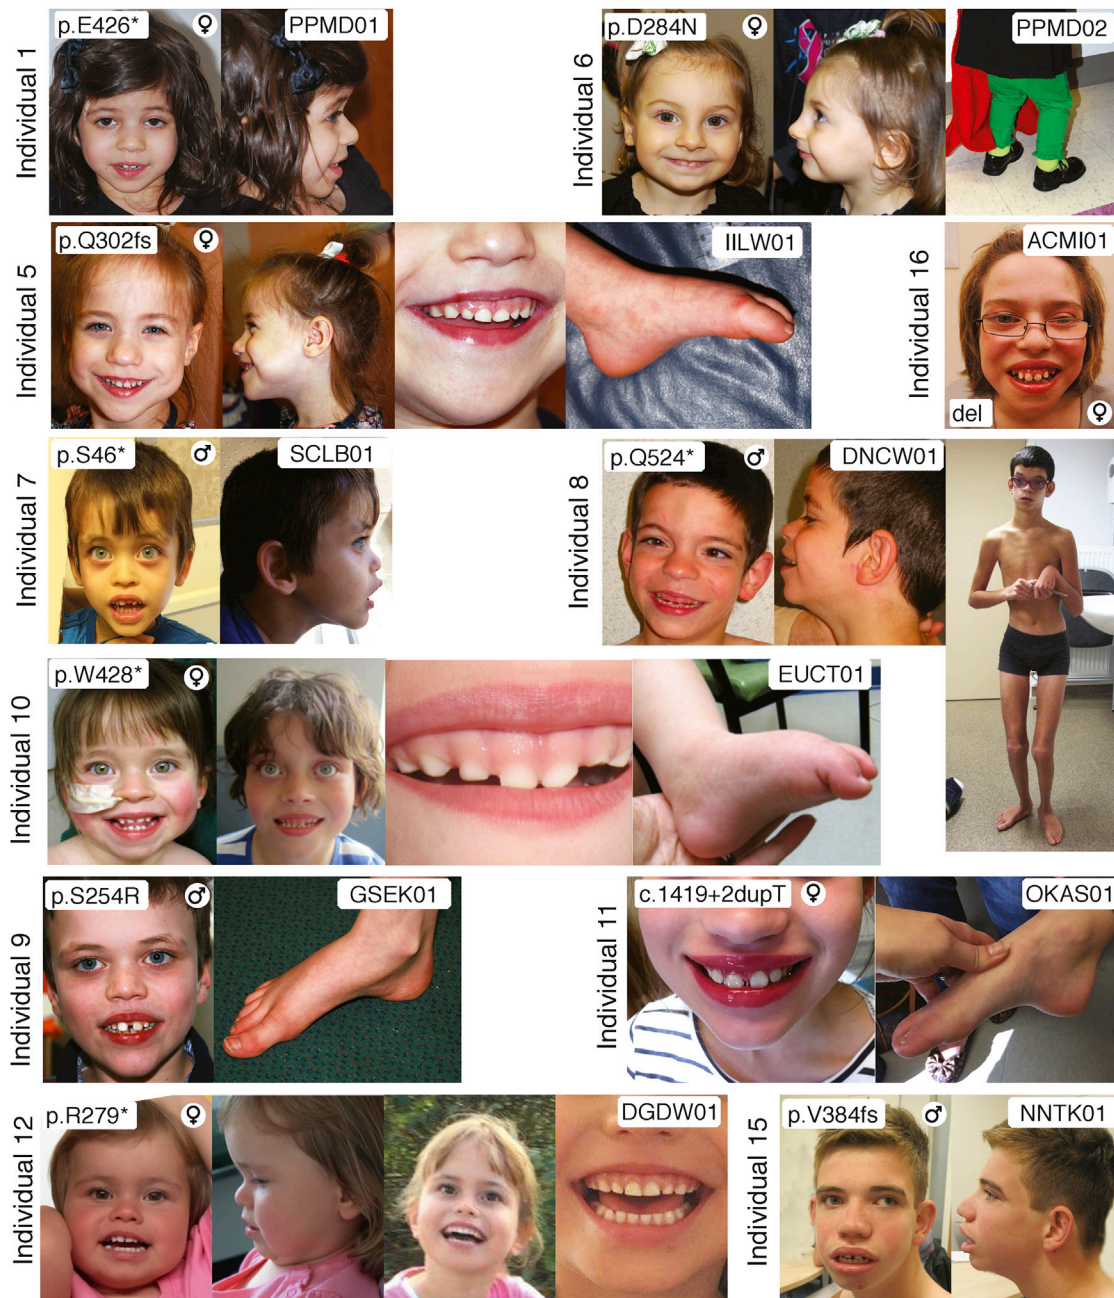 Individual 1
p.E426* ♀
PPMD01
Individual 6
p.D284N ♀
PPMD02
Individual 5
p.Q302fs ♀
IILW01
Individual 16
ACMI01
del ♀
Individual 7
p.S46* ♂
SCLB01
Individual 8
p.Q524* ♂
DNCW01
Individual 10
p.W428* ♀
EUCT01
Individual 9
p.S254R ♂
GSEK01
Individual 11
c.1419+2dupT ♀
OKAS01
Individual 12
p.R279* ♀
DGDW01
Individual 15
p.V384fs ♂
NNTK01